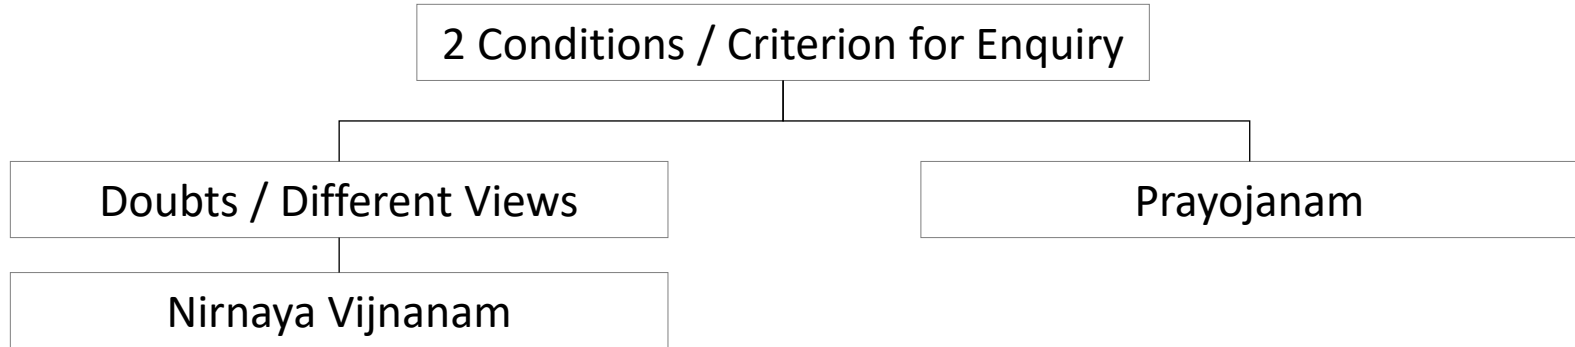 2 Conditions / Criterion for Enquiry
Doubts / Different Views
Prayojanam
Nirnaya Vijnanam